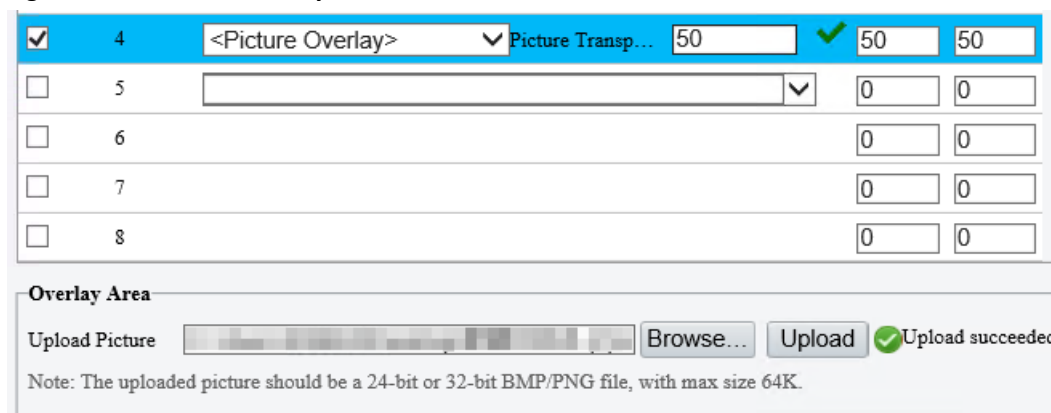 4 <Picture Overlay> Picture Transp... 50 50 50
5 0 0
6 0 0
7 0 0
8 0 0
Overlay Area
Upload Picture Browse... Upload Upload succeeded
Note: The uploaded picture should be a 24-bit or 32-bit BMP/PNG file, with max size 64K.